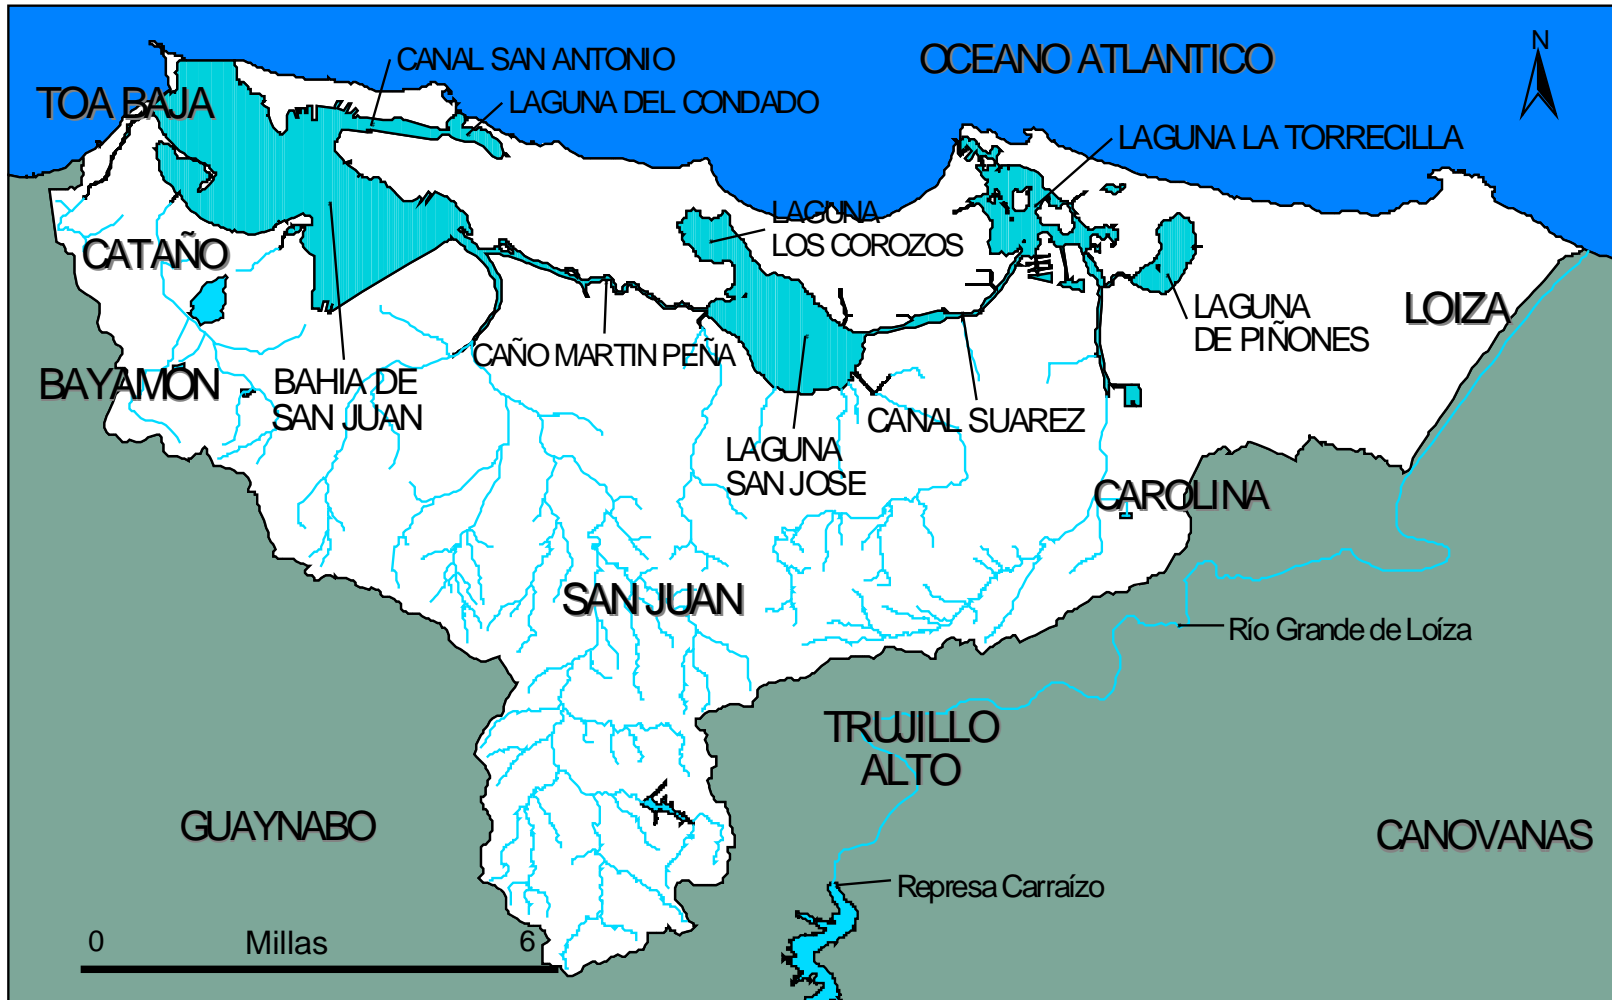 N
CANAL SAN ANTONIO
OCEANO ATLANTICO
TOA BAJA
LAGUNA DEL CONDADO
LAGUNA LA TORRECILLA
LAGUNA
LOS COROZOS
CATAÑO
LAGUNA
DE PIÑONES
LOIZA
CAÑO MARTIN PEÑA
BAYAMÓN
BAHIA DE
SAN JUAN
CANAL SUAREZ
LAGUNA
SAN JOSE
CAROLINA
SAN JUAN
Río Grande de Loíza
TRUJILLO
ALTO
GUAYNABO
CANOVANAS
Represa Carraízo
0 Millas 6